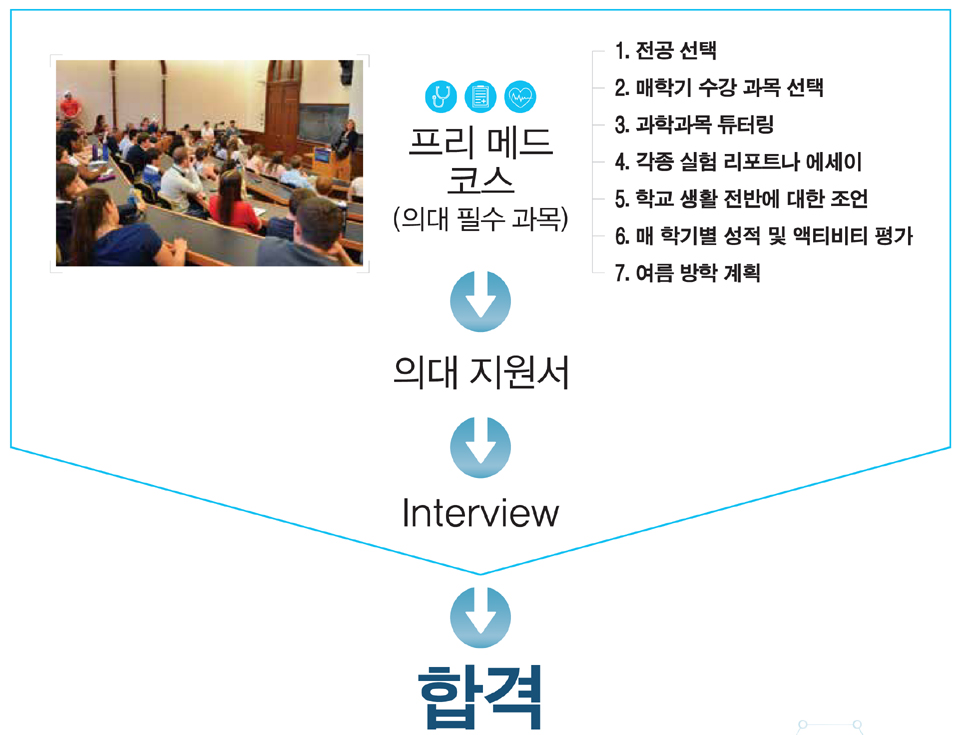 프리 메드
코스
(의대 필수 과목)
1. 전공 선택
2. 매학기 수강 과목 선택
3. 과학과목 튜터링
4. 각종 실험 리포트나 에세이
5. 학교 생활 전반에 대한 조언
6. 매 학기별 성적 및 액티비티 평가
7. 여름 방학 계획
의대 지원서
Interview
합격